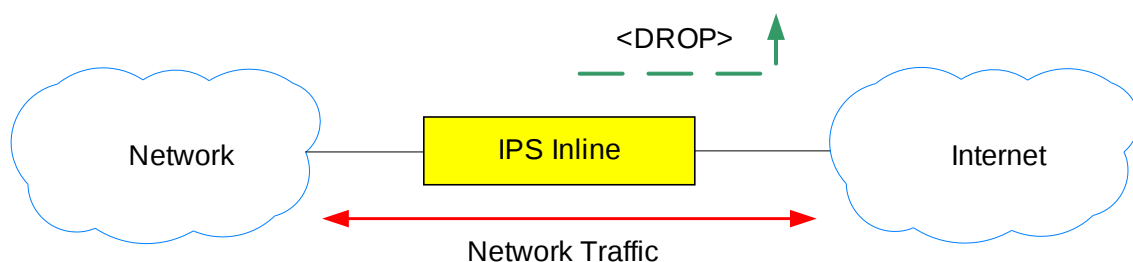 <DROP>
Network
IPS Inline
Internet
Network Traffic